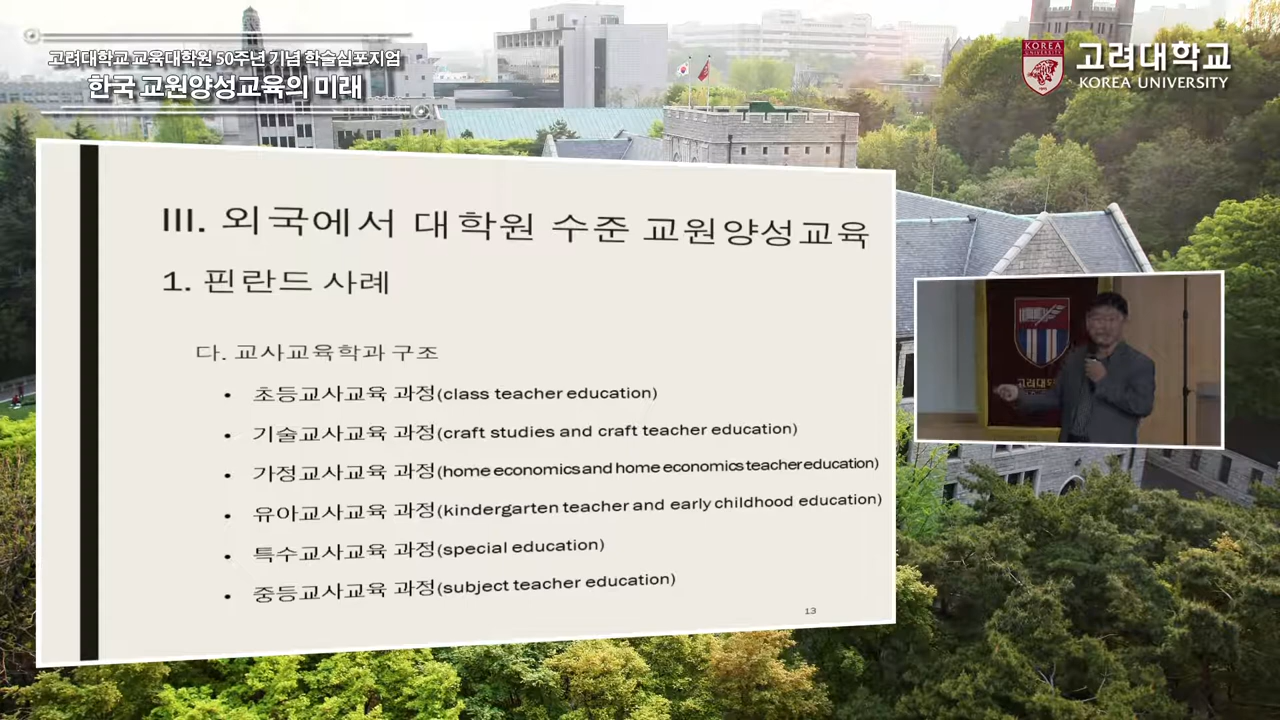 고려대학교 교육대학원 50주년 기념 학술심포지엄
한국 교원양성교육의 미래
KOREA
고려대학교
KOREA UNIVERSITY
III. 외국에서 대학원 수준 교원양성교육
1. 핀란드 사례
다. 교사교육학과 구조
• 초등교사교육 과정(class teacher education)
• 기술교사교육 과정(craft studies and craft teacher education)
• 가정교사교육 과정(home economics and home economics teacher education)
• 유아교사교육 과정(kindergarten teacher and early childhood education)
• 특수교사교육 과정(special education)
• 중등교사교육 과정(subject teacher education)
13
고려대